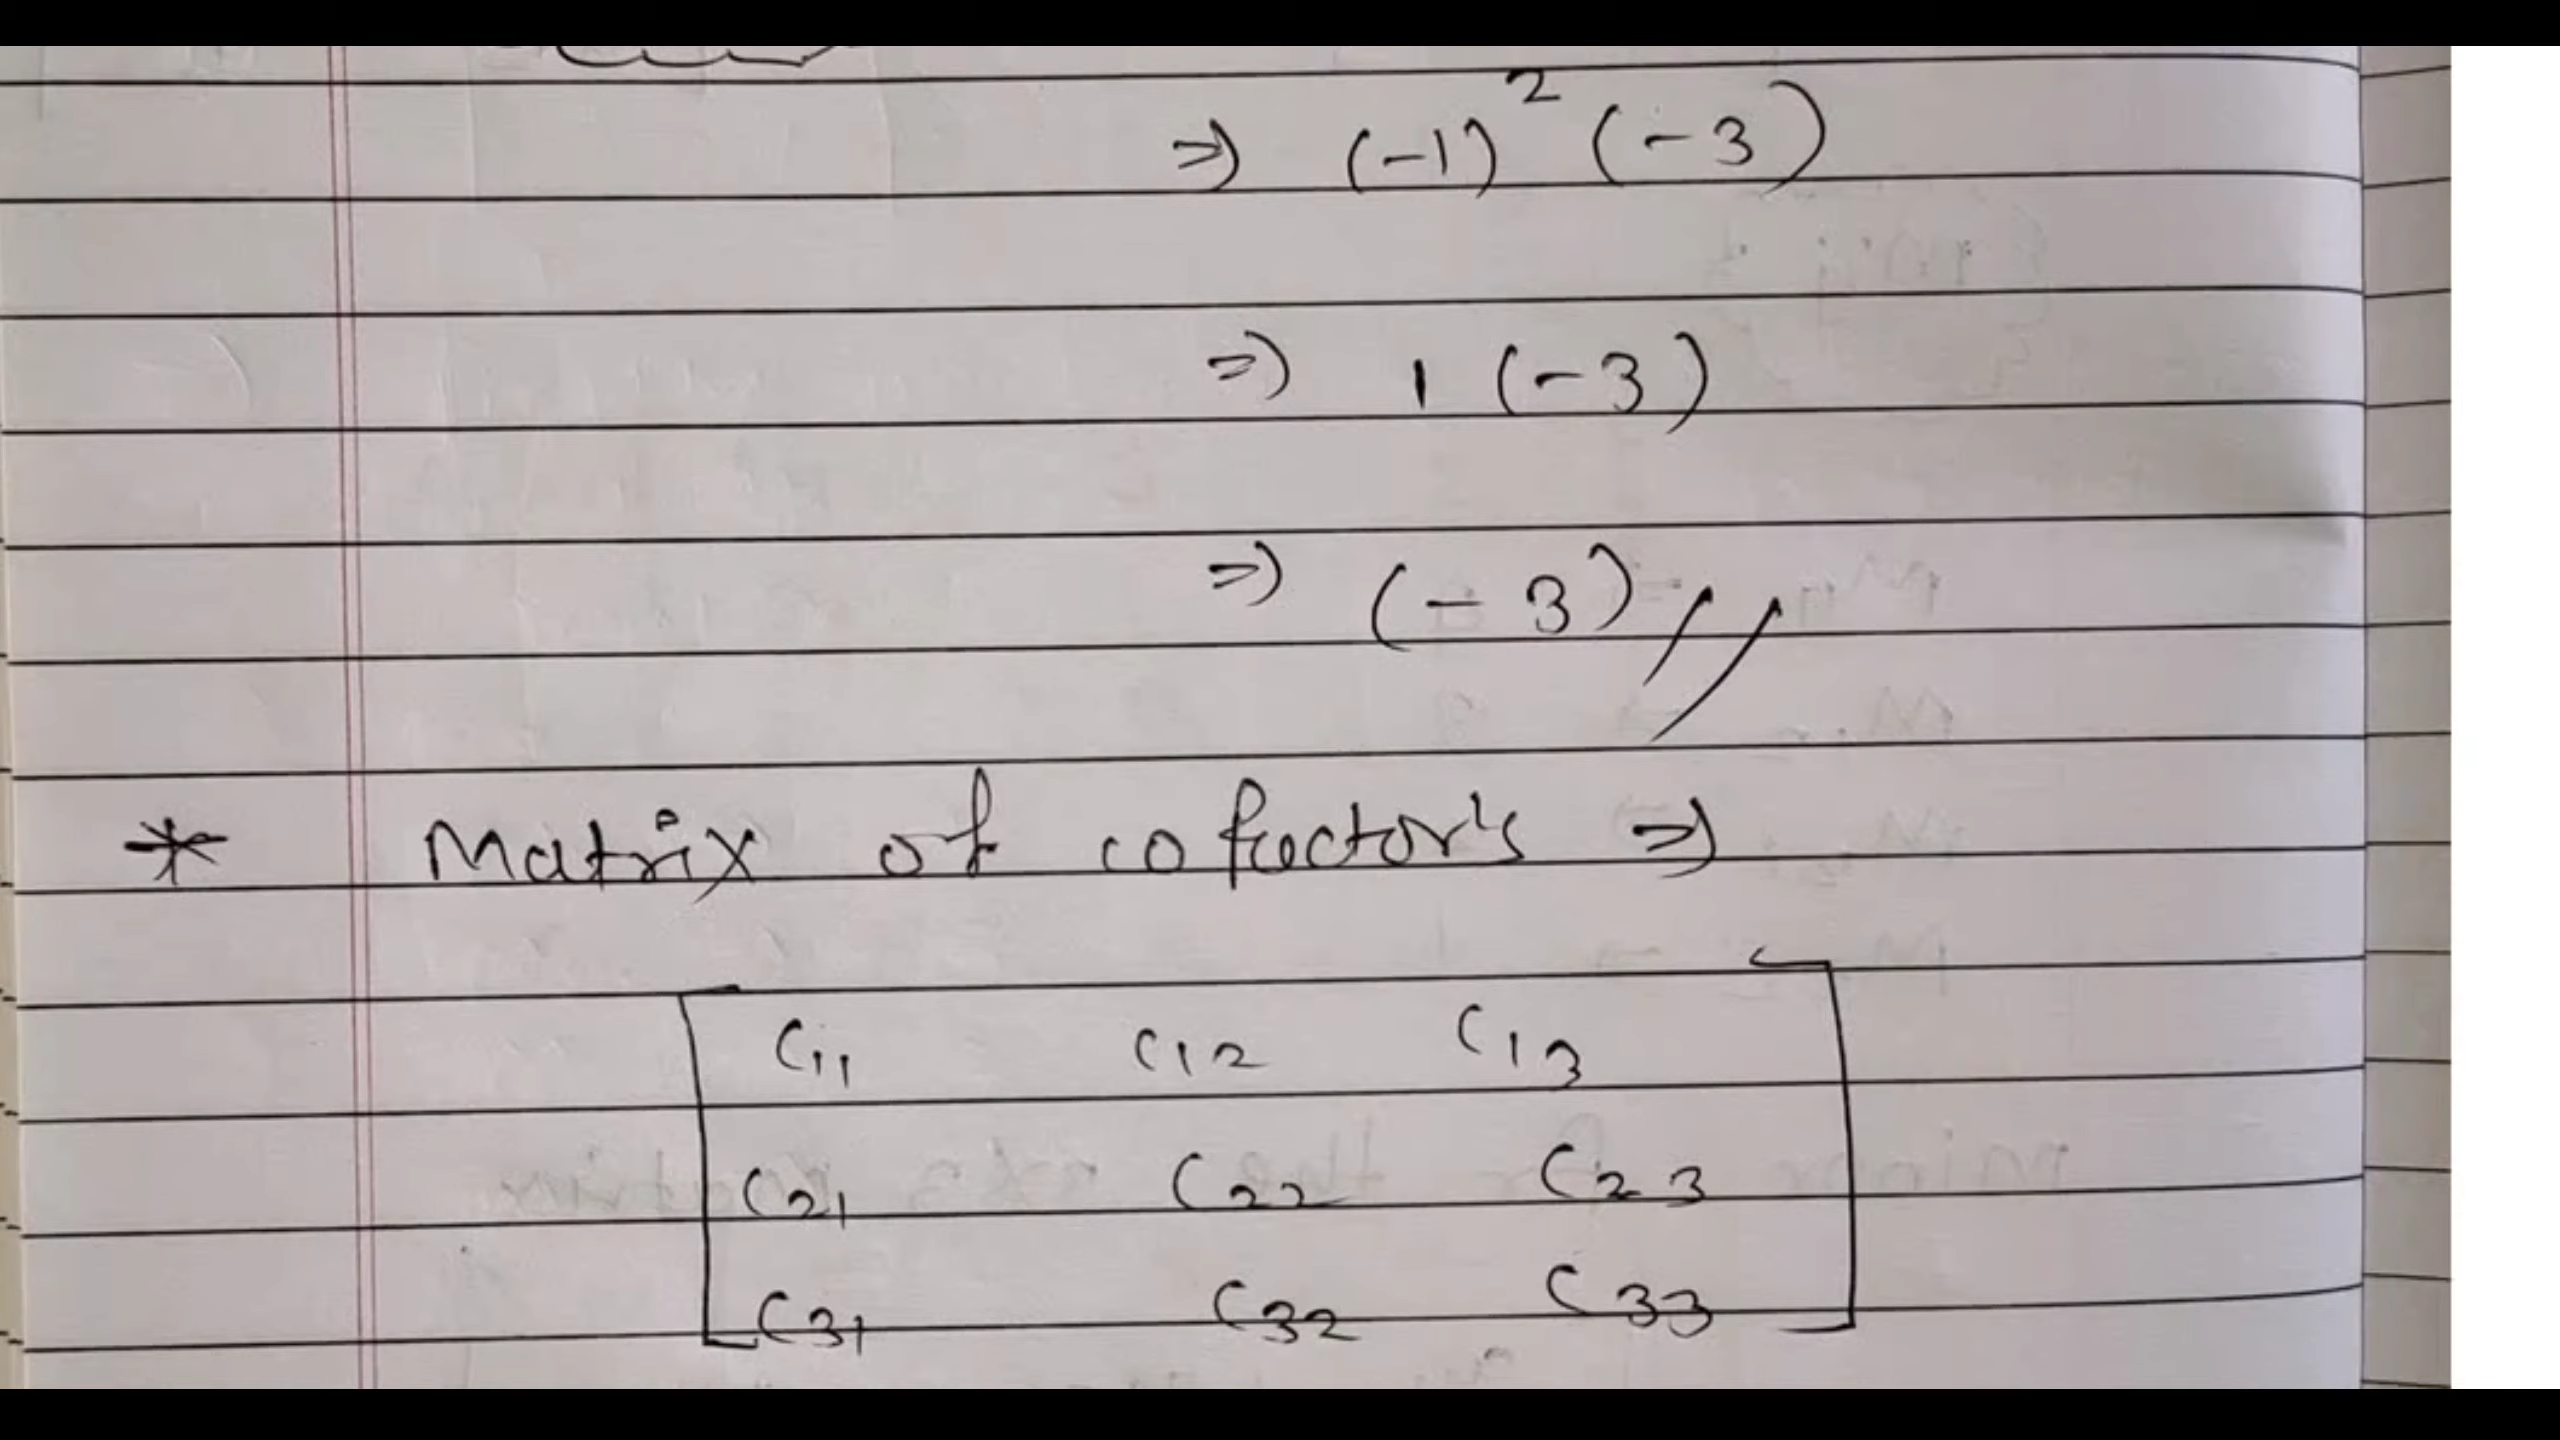 => (-1)² (-3)
=> 1 (-3)
=> (-3) //
* Matrix of cofactor's =>
C11 C12 C13
C21 C22 C23
C31 C32 C33